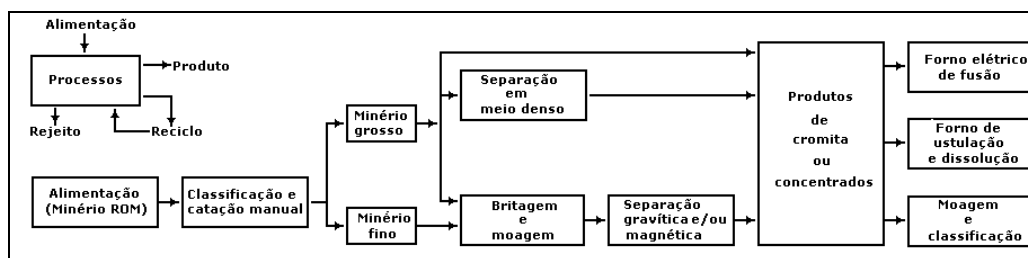 Alimentação
Processos
Produto
Rejeito
Reciclo
Alimentação
(Minério ROM)
Classificação e
catação manual
Minério
grosso
Minério
fino
Separação
em
meio denso
Britagem
e
moagem
Separação
gravítica e/ou
magnética
Produtos
de
cromita
ou
concentrados
Forno elétrico
de fusão
Forno de
ustulação
e dissolução
Moagem
e
classificação